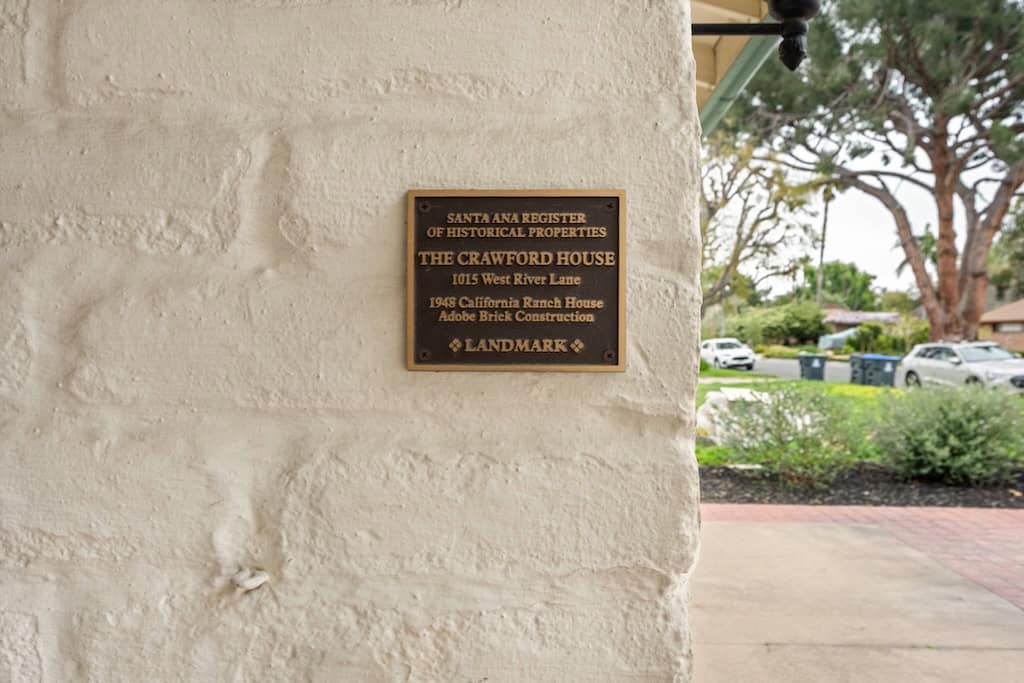 SANTA ANA REGISTER
OF HISTORICAL PROPERTIES
THE CRAWFORD HOUSE
1015 West River Lane
1948 California Ranch House
Adobe Brick Construction
LANDMARK